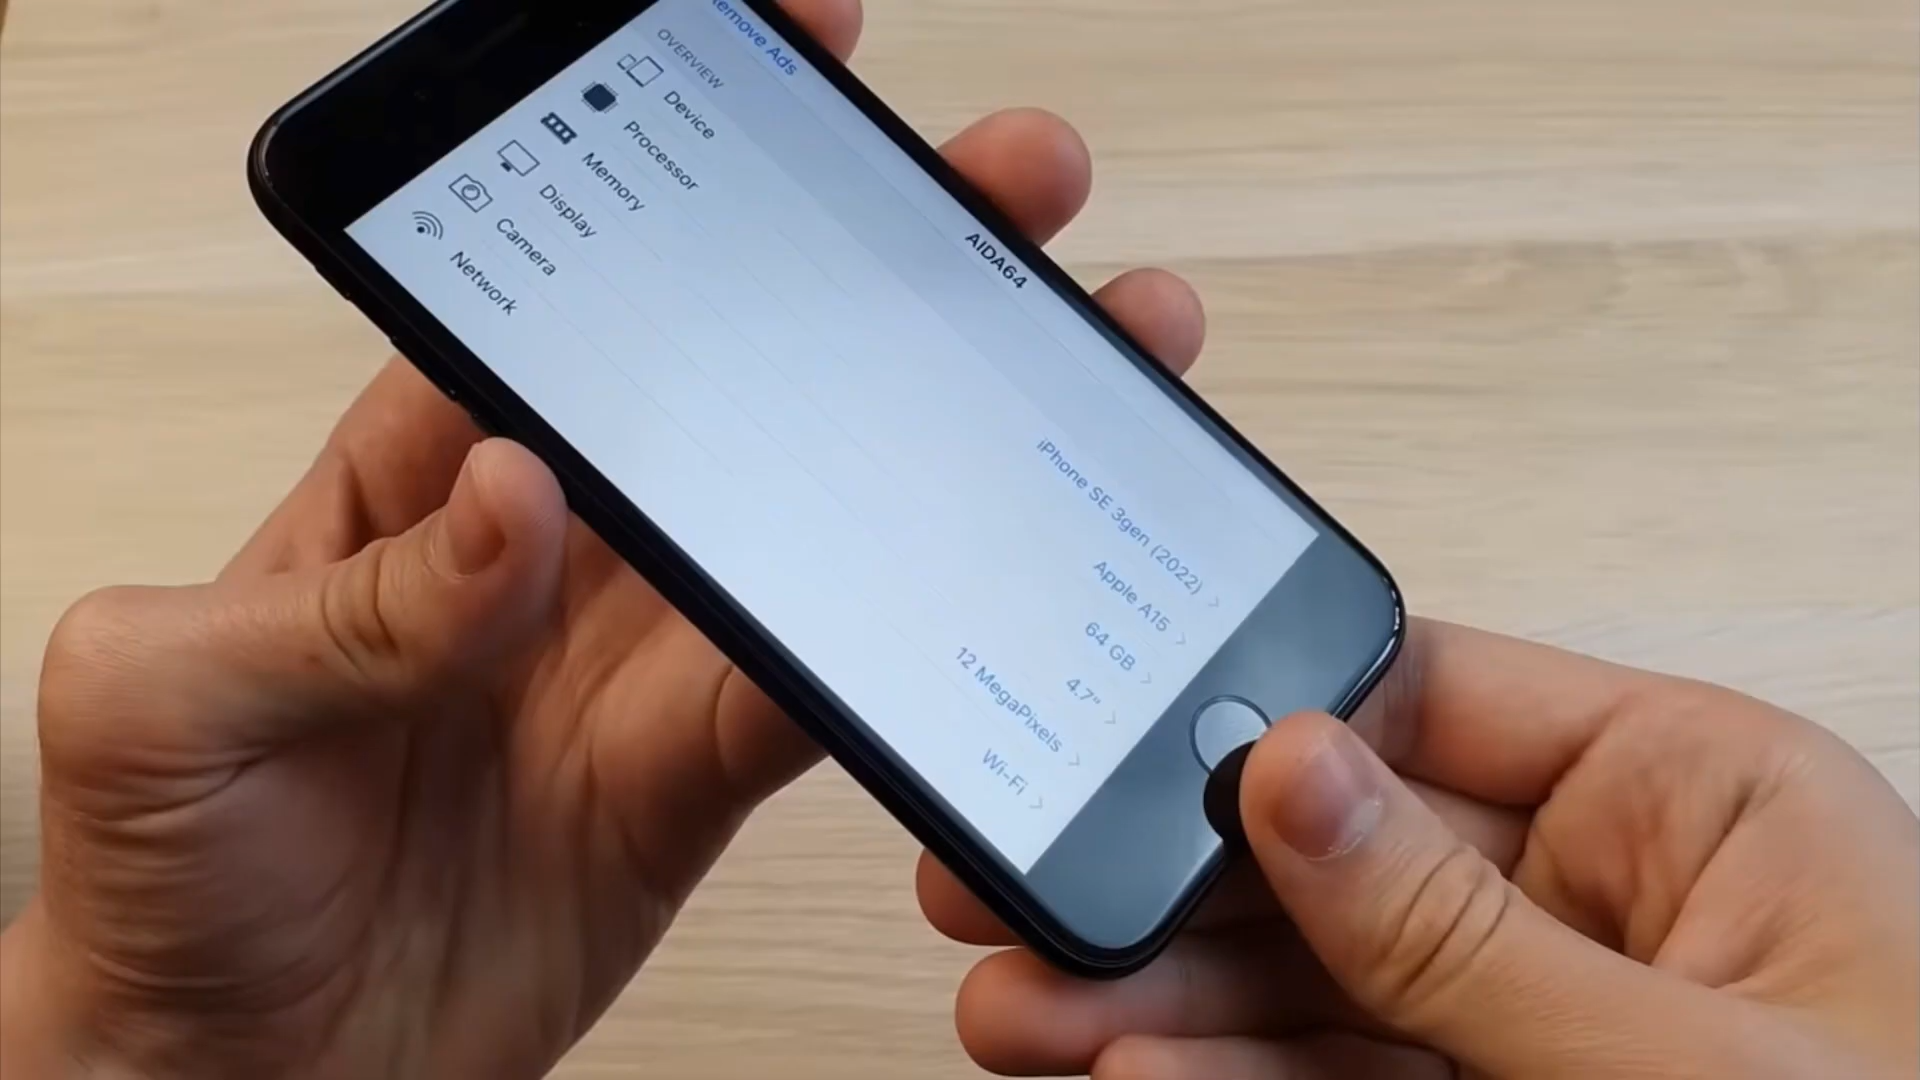 Remove Ads
AIDA64
OVERVIEW
Device iPhone SE 3gen (2022)
Processor Apple A15
Memory 64 GB
Display 4.7"
Camera 12 MegaPixels
Network Wi-Fi